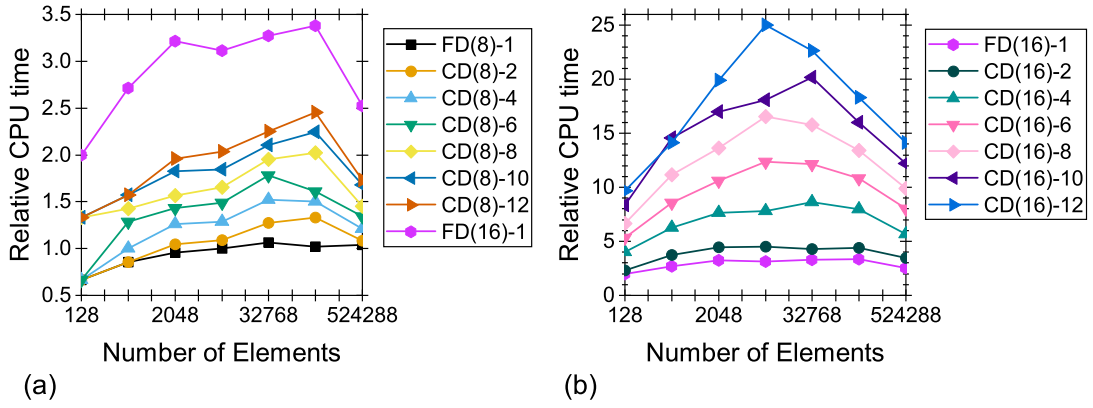 3.5
3.0
2.5
2.0
1.5
1.0
0.5
Relative CPU time
128
2048
32768
524288
Number of Elements
(a)
FD(8)-1
CD(8)-2
CD(8)-4
CD(8)-6
CD(8)-8
CD(8)-10
CD(8)-12
FD(16)-1
25
20
15
10
5
0
Relative CPU time
128
2048
32768
524288
Number of Elements
(b)
FD(16)-1
CD(16)-2
CD(16)-4
CD(16)-6
CD(16)-8
CD(16)-10
CD(16)-12